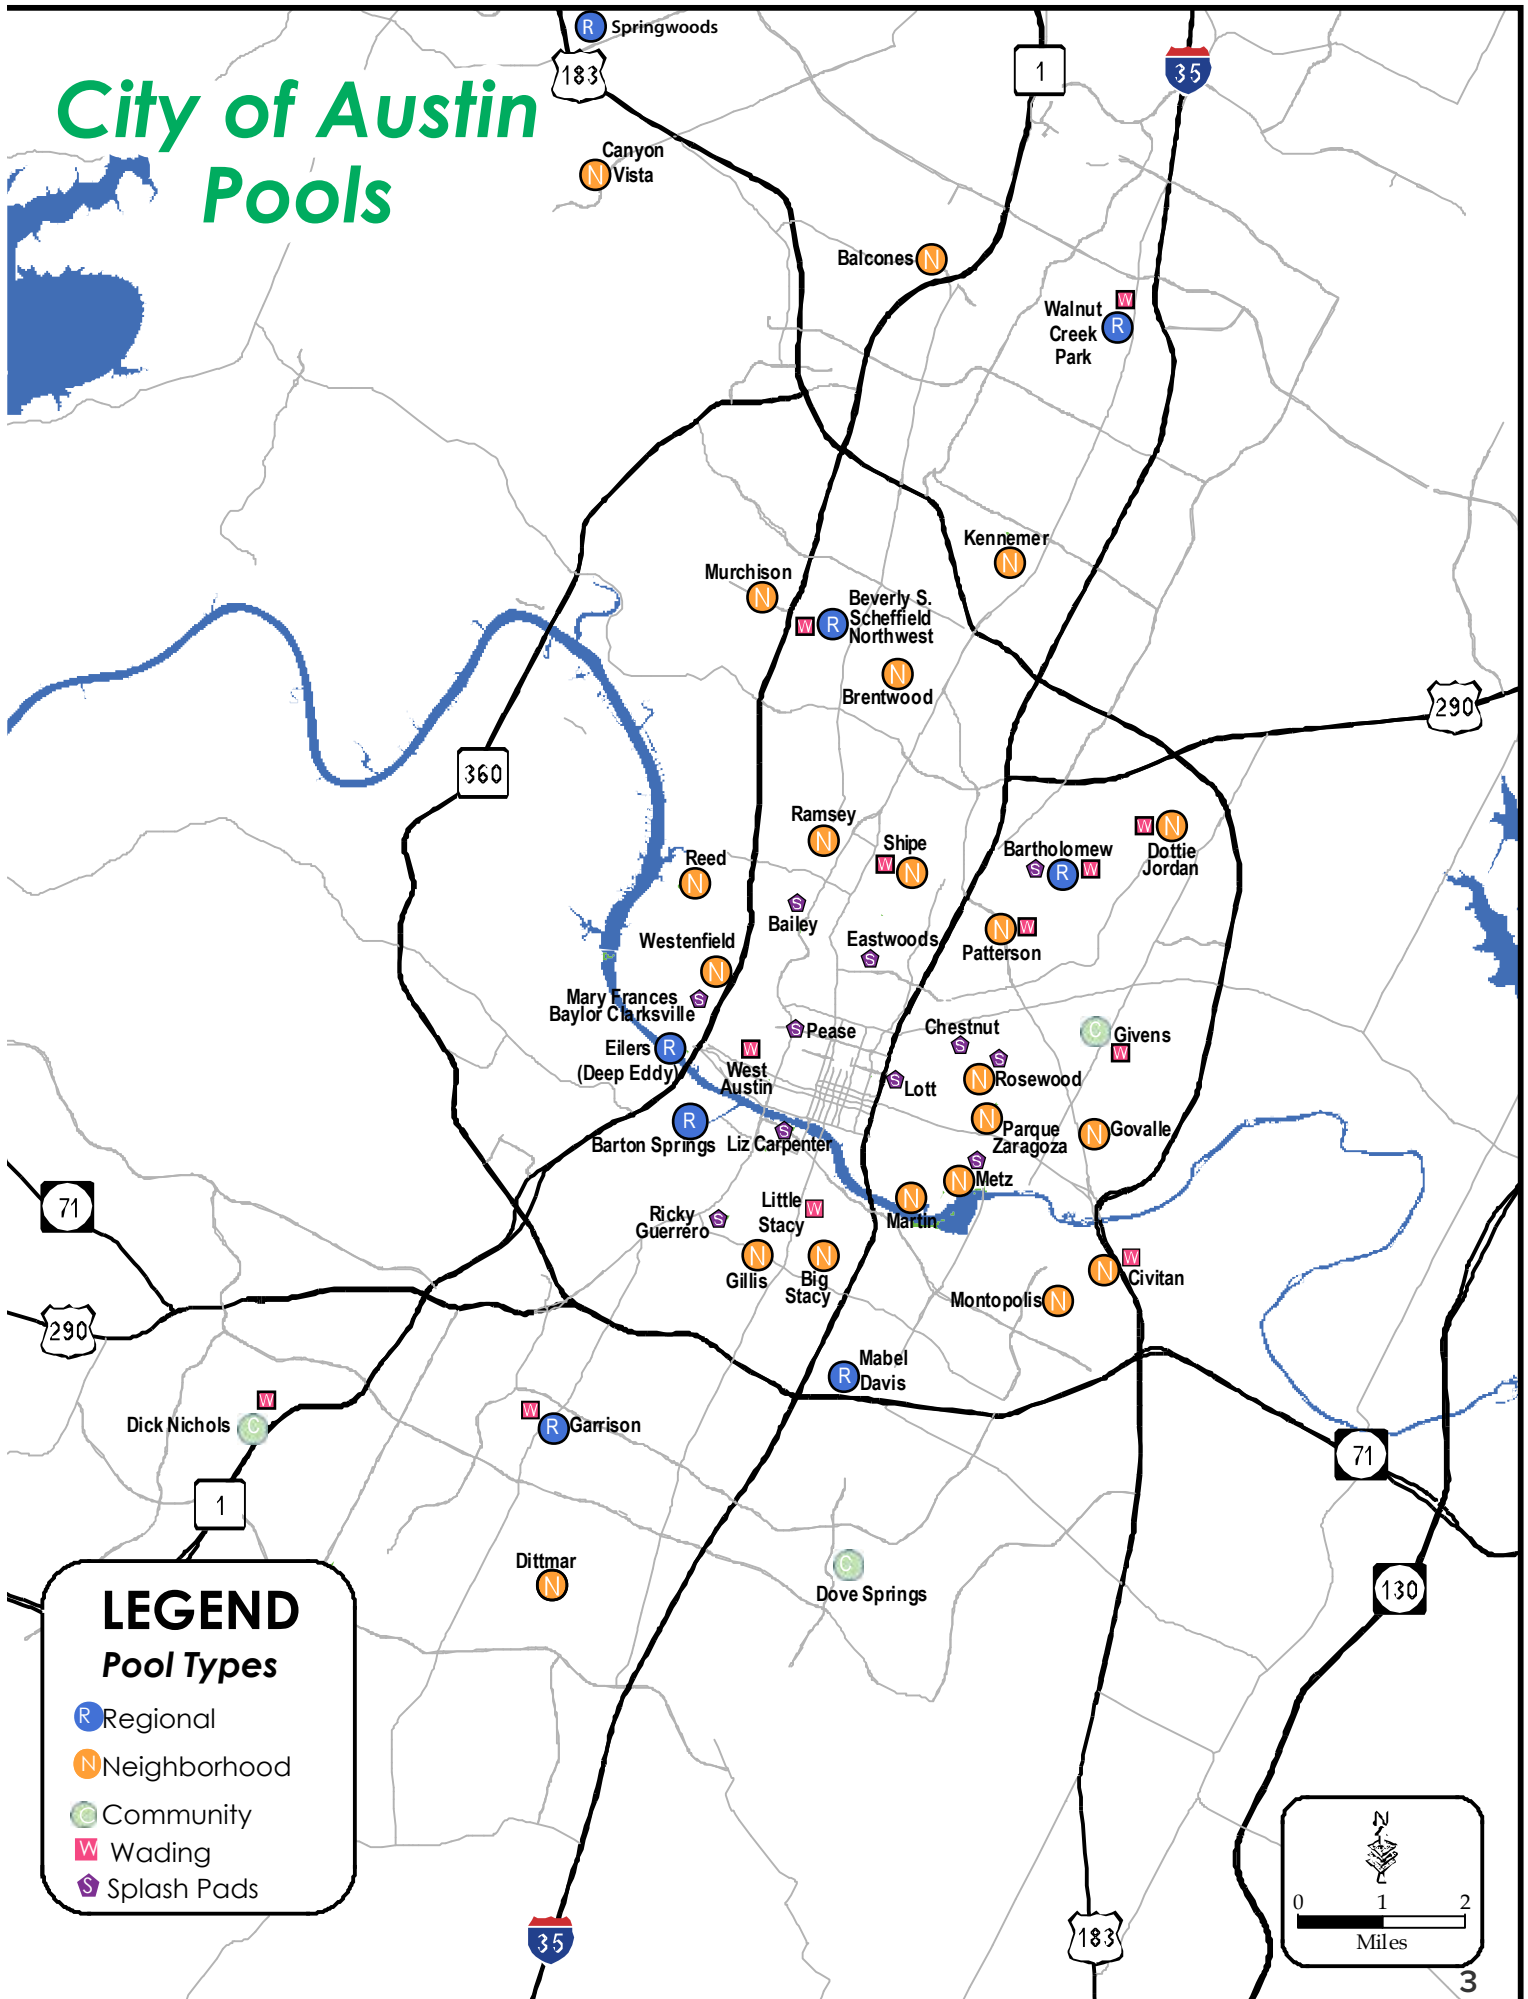 R Springwoods
183
1
35
City of Austin
Pools
Canyon
N Vista
Balcones N
W
Walnut
Creek R
Park
Kennemer
N
Murchison
N
Beverly S.
W R Scheffield
Northwest
N
Brentwood
290
360
Ramsey
N
Shipe
W N
Bartholomew
S R W
W N
Dottie
Jordan
Reed
N
S
Bailey
Westenfield
N
Eastwoods
S
N W
Patterson
Mary Frances S
Baylor Clarksville
S Pease
Chestnut
S
S
C Givens
W
Eilers R
(Deep Eddy)
W
West
Austin
S
Lott
N Rosewood
R
Barton Springs
S
Liz Carpenter
N Parque
Zaragoza
N Govalle
S
N Metz
N
Martin
71
Ricky S
Guerrero
Little W
Stacy
N
Gillis
N
Big
Stacy
W
N Civitan
Montopolis N
290
Mabel
R Davis
W
Dick Nichols C
W
R Garrison
71
1
Dittmar
N
C
Dove Springs
130
LEGEND
Pool Types
R Regional
N Neighborhood
C Community
W Wading
S Splash Pads
35
183
N
0 1 2
Miles
3